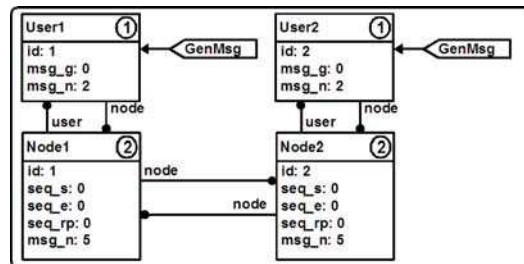 User1 1
id: 1
msg_g: 0
msg_n: 2
GenMsg
User2 1
id: 2
msg_g: 0
msg_n: 2
GenMsg
user
node
user
node
Node1 2
id: 1
seq_s: 0
seq_e: 0
seq_rp: 0
msg_n: 5
node
node
Node2 2
id: 2
seq_s: 0
seq_e: 0
seq_rp: 0
msg_n: 5